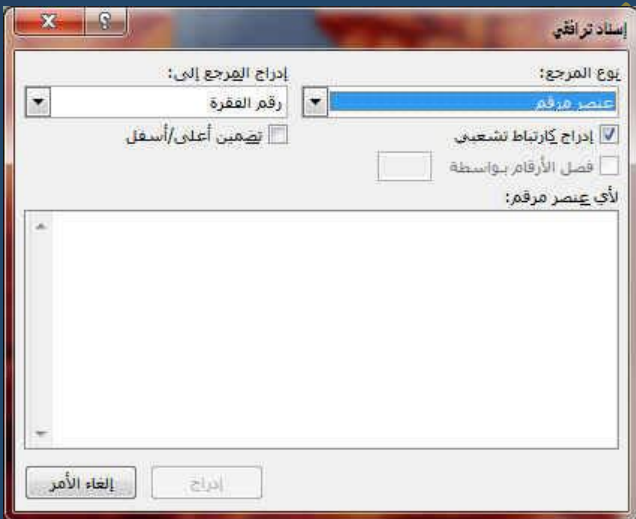 إسناد ترافقي
نوع المرجع:
إدراج المرجع إلى:
عنصر مرقم
رقم الفقرة
إدراج كارتباط تشعبي
تضمين أعلى/أسفل
فصل الأرقام بواسطة
لأي عنصر مرقم:
إدراج
إلغاء الأمر